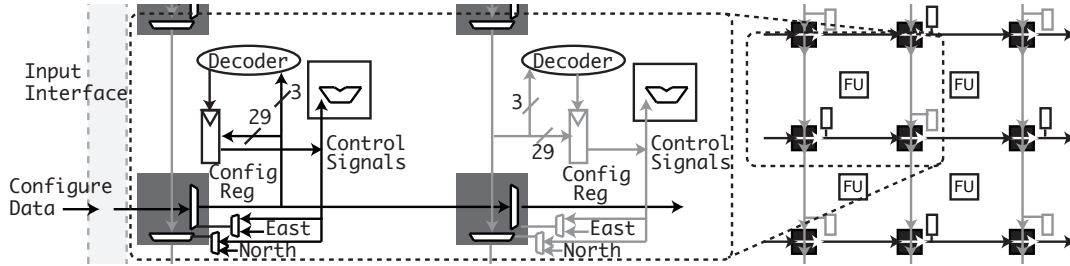 Input
Interface
Configure
Data
Decoder
3
29
Control
Signals
Config
Reg
East
North
Decoder
3
29
Control
Signals
Config
Reg
East
North
FU
FU
FU
FU